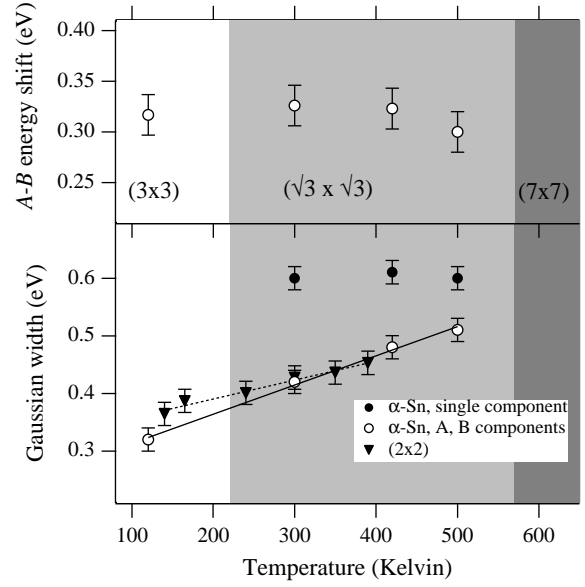 0.40
0.35
0.30
0.25
A-B energy shift (eV)
(3x3)
(√3 x √3)
(7x7)
0.6
0.5
0.4
0.3
Gaussian width (eV)
α-Sn, single component
α-Sn, A, B components
(2x2)
100 200 300 400 500 600
Temperature (Kelvin)